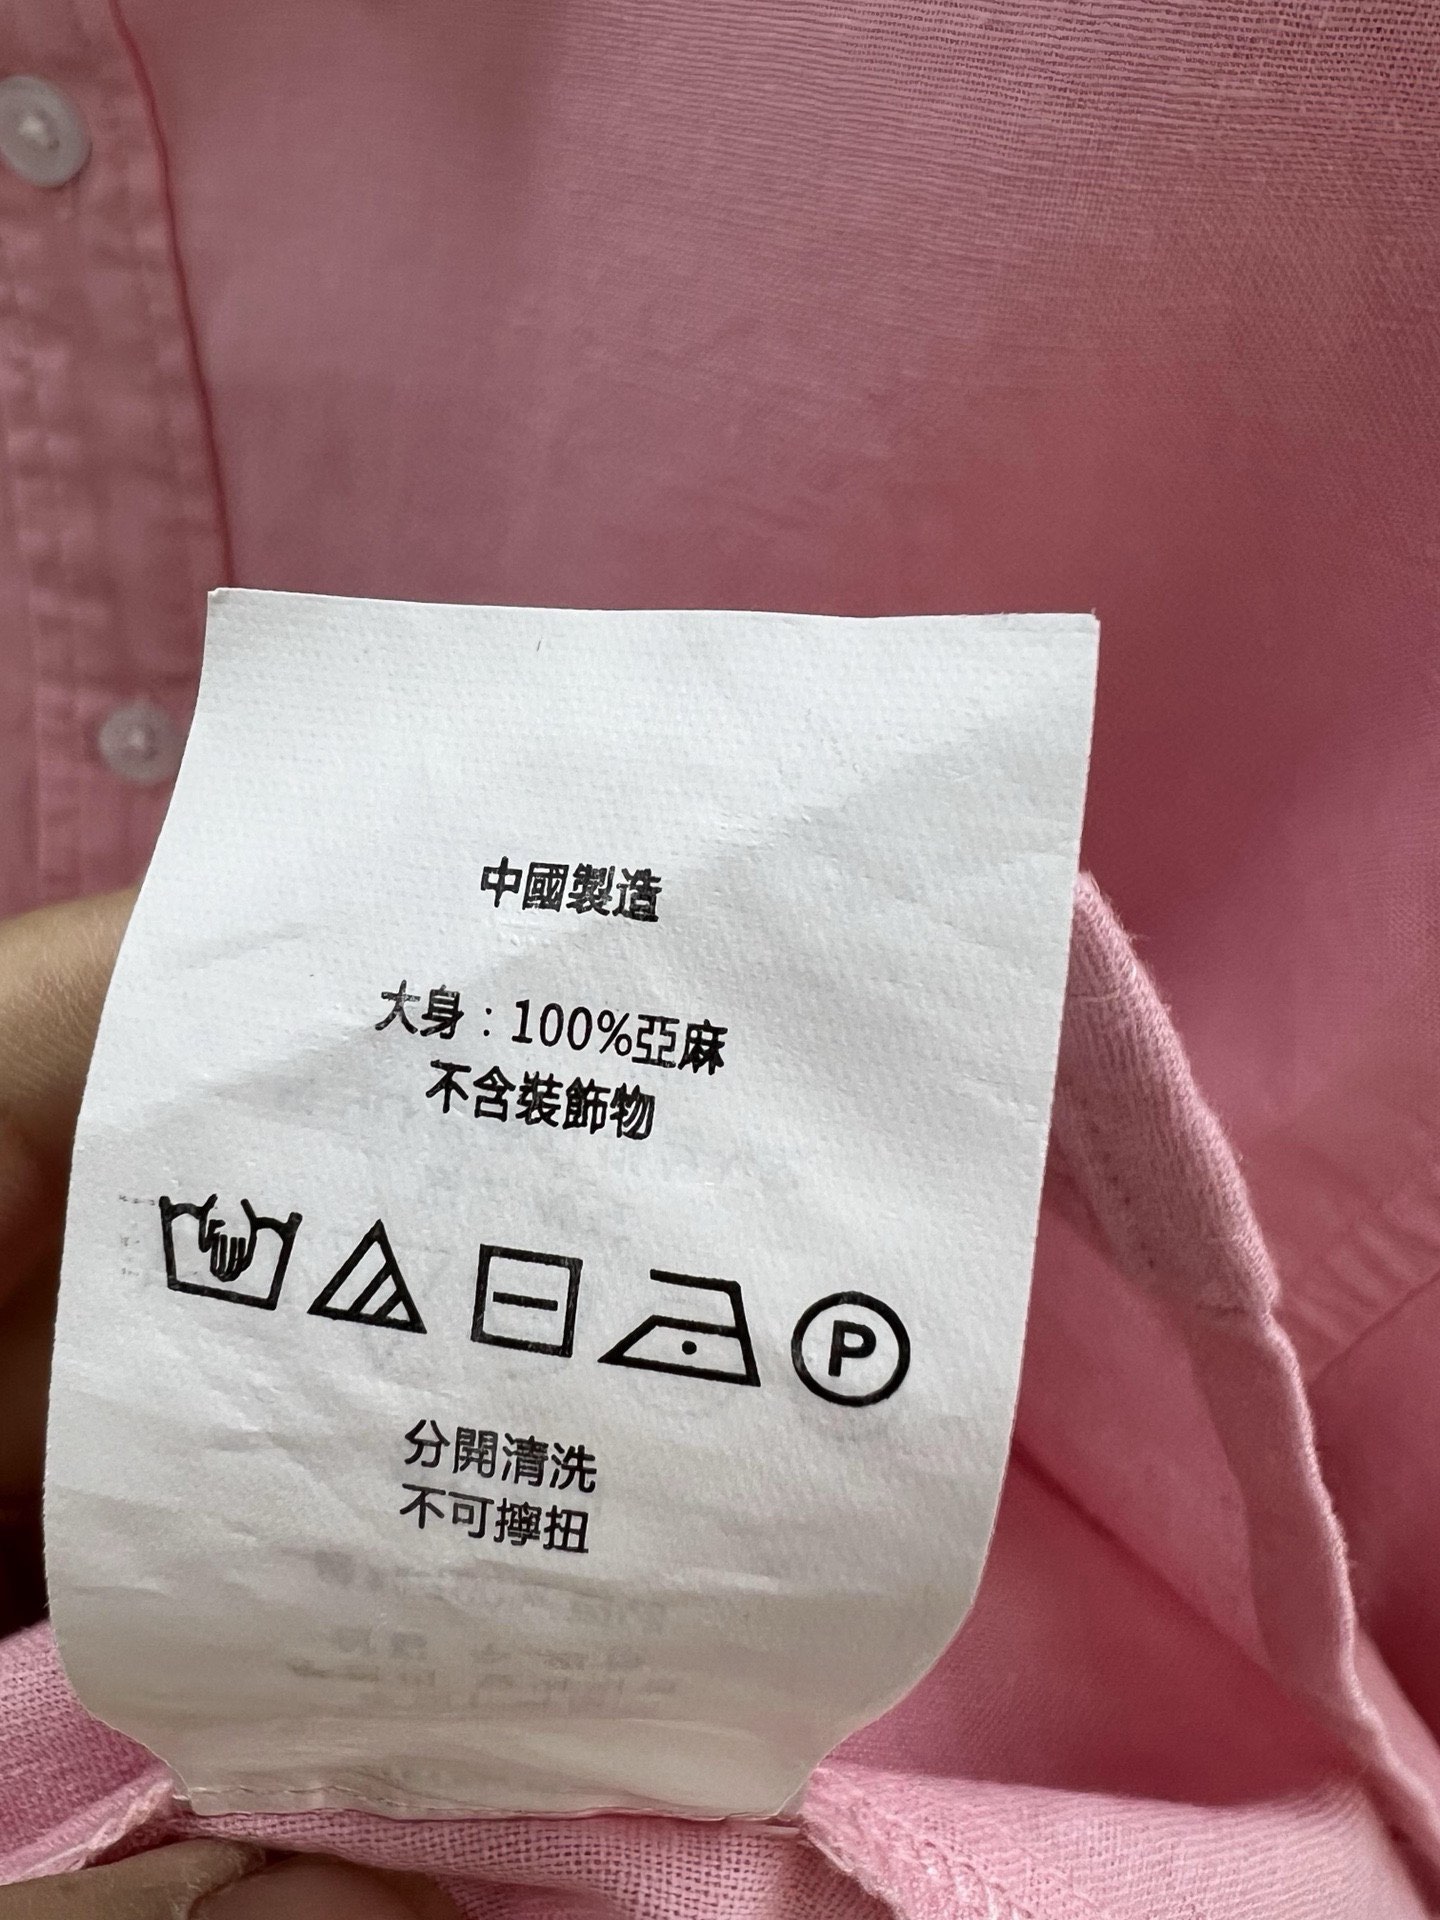 中國製造
大身：100%亞麻
不含裝飾物
P
分開清洗
不可擰扭